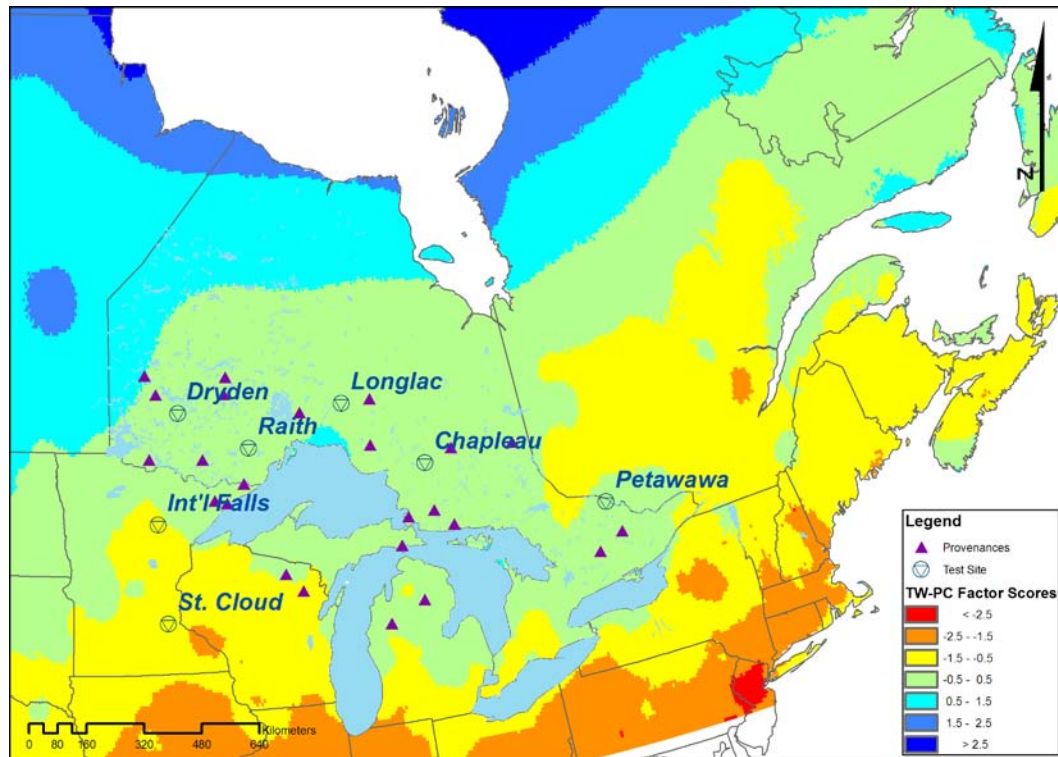 N
Longlac
Dryden
Raith
Chapleau
Petawawa
Int'l Falls
St. Cloud
Legend
Provenances
Test Site
TW-PC Factor Scores
< -2.5
-2.5 - -1.5
-1.5 - -0.5
-0.5 - 0.5
0.5 - 1.5
1.5 - 2.5
> 2.5
Kilometers
0 80 160 320 480 640